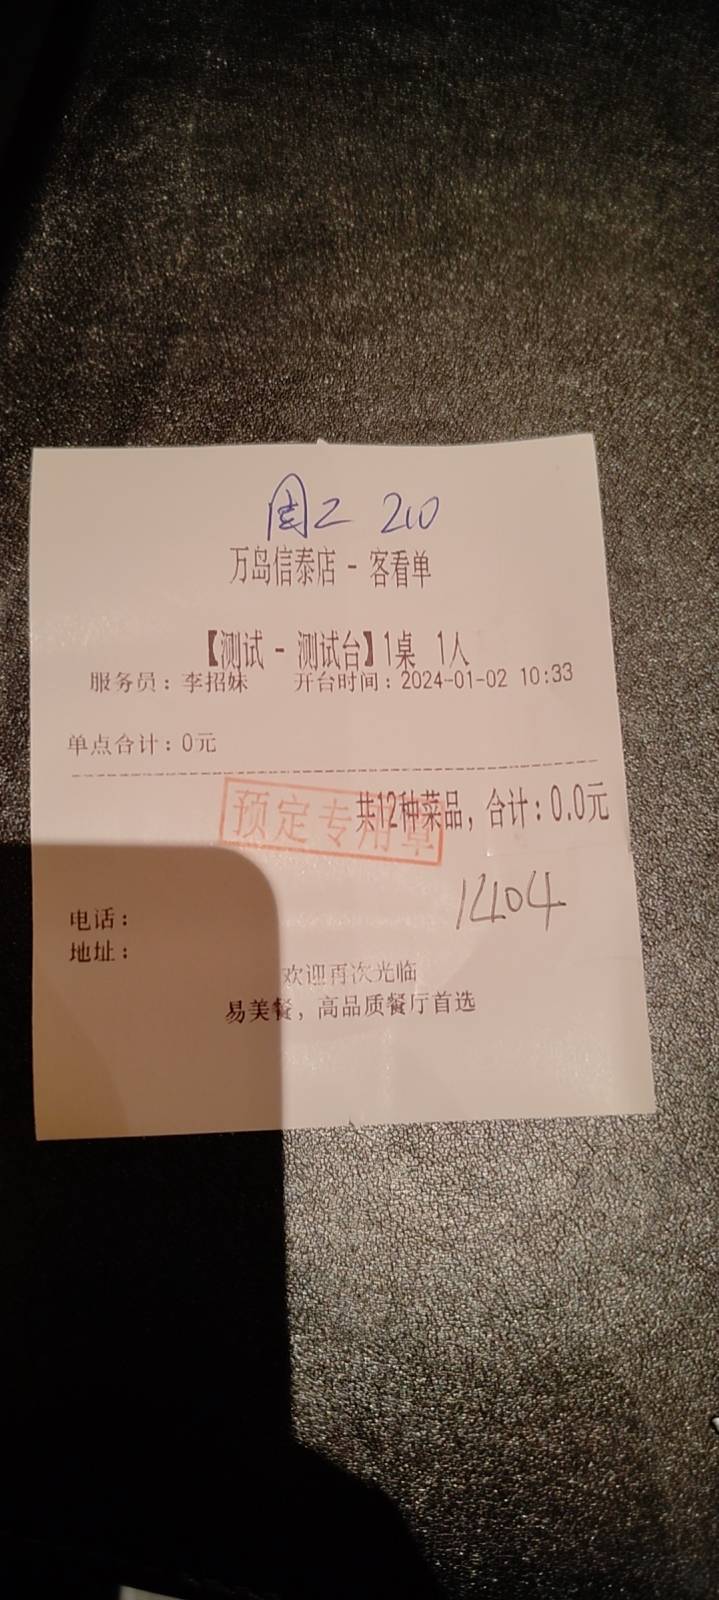 周二 210
万岛信泰店 - 客看单
【测试 - 测试台】1桌 1人
服务员：李招妹 开台时间：2024-01-02 10:33
单点合计：0元
共12种菜品，合计：0.0元
预定专用章
1404
电话：
地址：
欢迎再次光临
易美餐，高品质餐厅首选